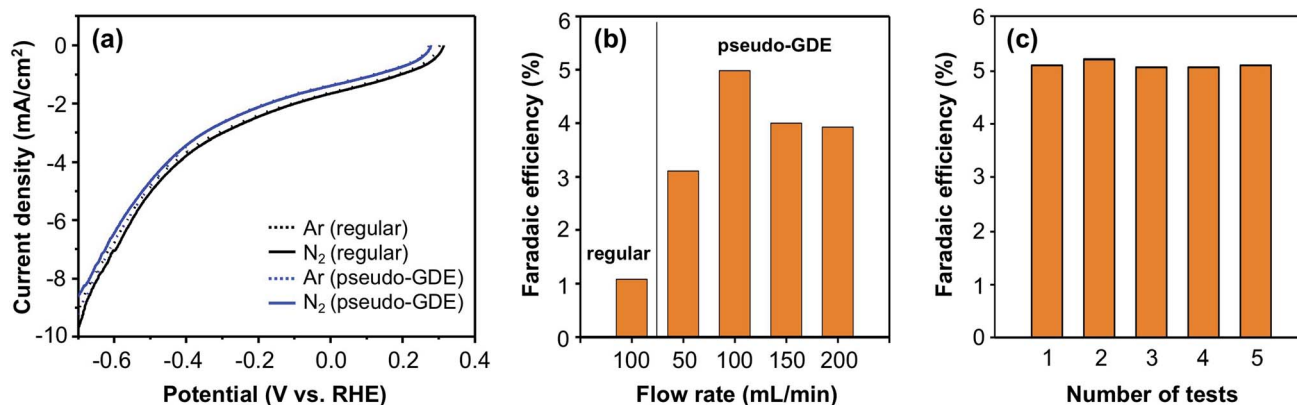 (a)
Current density (mA/cm²)
0
-2
-4
-6
-8
-10
-0.6
-0.4
-0.2
0.0
0.2
0.4
Potential (V vs. RHE)
Ar (regular)
N₂ (regular)
Ar (pseudo-GDE)
N₂ (pseudo-GDE)
(b)
pseudo-GDE
regular
Faradaic efficiency (%)
6
5
4
3
2
1
0
100
50
100
150
200
Flow rate (mL/min)
(c)
Faradaic efficiency (%)
6
5
4
3
2
1
0
1
2
3
4
5
Number of tests